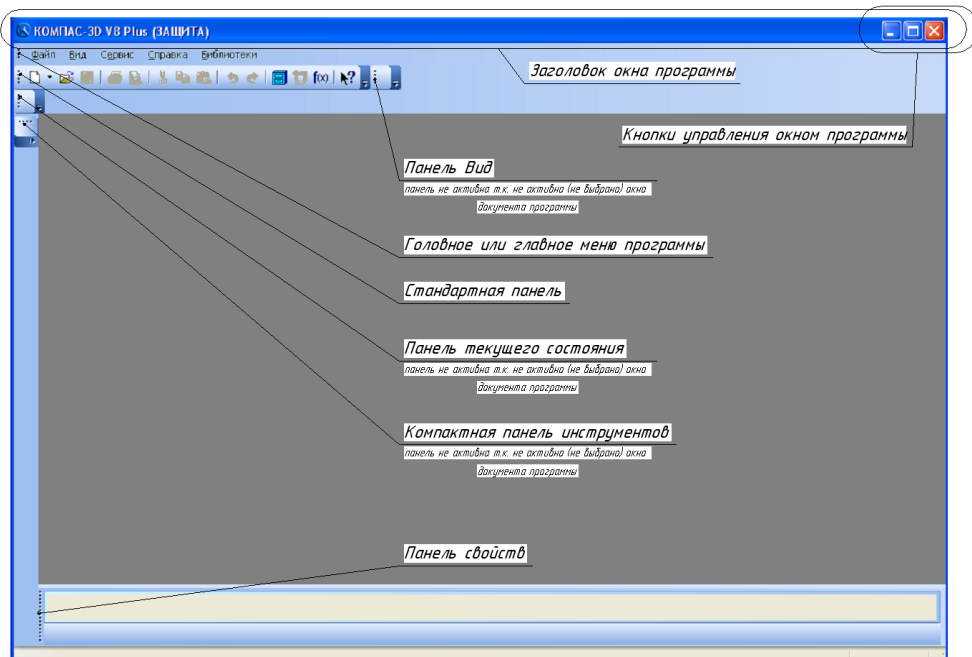 КОМПАС-3D V8 Plus (ЗАЩИТА)
Файл Вид Сервис Справка Библиотеки
Заголовок окна программы
f(x)
Кнопки управления окном программы
Панель Вид
панель не активна т.к. не активно (не выбрано) окно
документа программы
Головное или главное меню программы
Стандартная панель
Панель текущего состояния
панель не активна т.к. не активно (не выбрано) окно
документа программы
Компактная панель инструментов
панель не активна т.к. не активно (не выбрано) окно
документа программы
Панель свойств